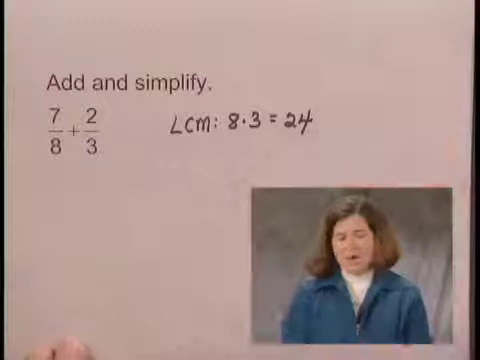 Add and simplify.
7/8 + 2/3
LCM: 8·3 = 24